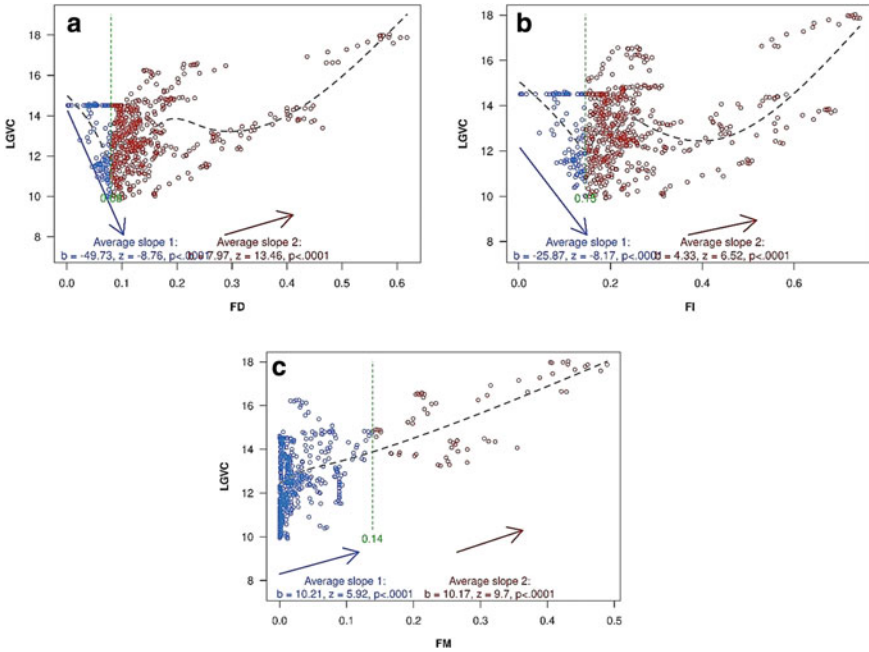 a
18
16
14
12
10
8
LGVC
Average slope 1:
b = -49.73, z = -8.76, p<.0001
Average slope 2:
7.97, z = 13.46, p<.0001
0.0 0.1 0.2 0.3 0.4 0.5 0.6
FD
b
18
16
14
12
10
8
LGVC
0.15
Average slope 1:
b = -25.87, z = -8.17, p<.0001
Average slope 2:
4.33, z = 6.52, p<.0001
0.0 0.2 0.4 0.6
FI
c
18
16
14
12
10
8
LGVC
0.14
Average slope 1:
b = 10.21, z = 5.92, p<.0001
Average slope 2:
b = 10.17, z = 9.7, p<.0001
0.0 0.1 0.2 0.3 0.4 0.5
FM